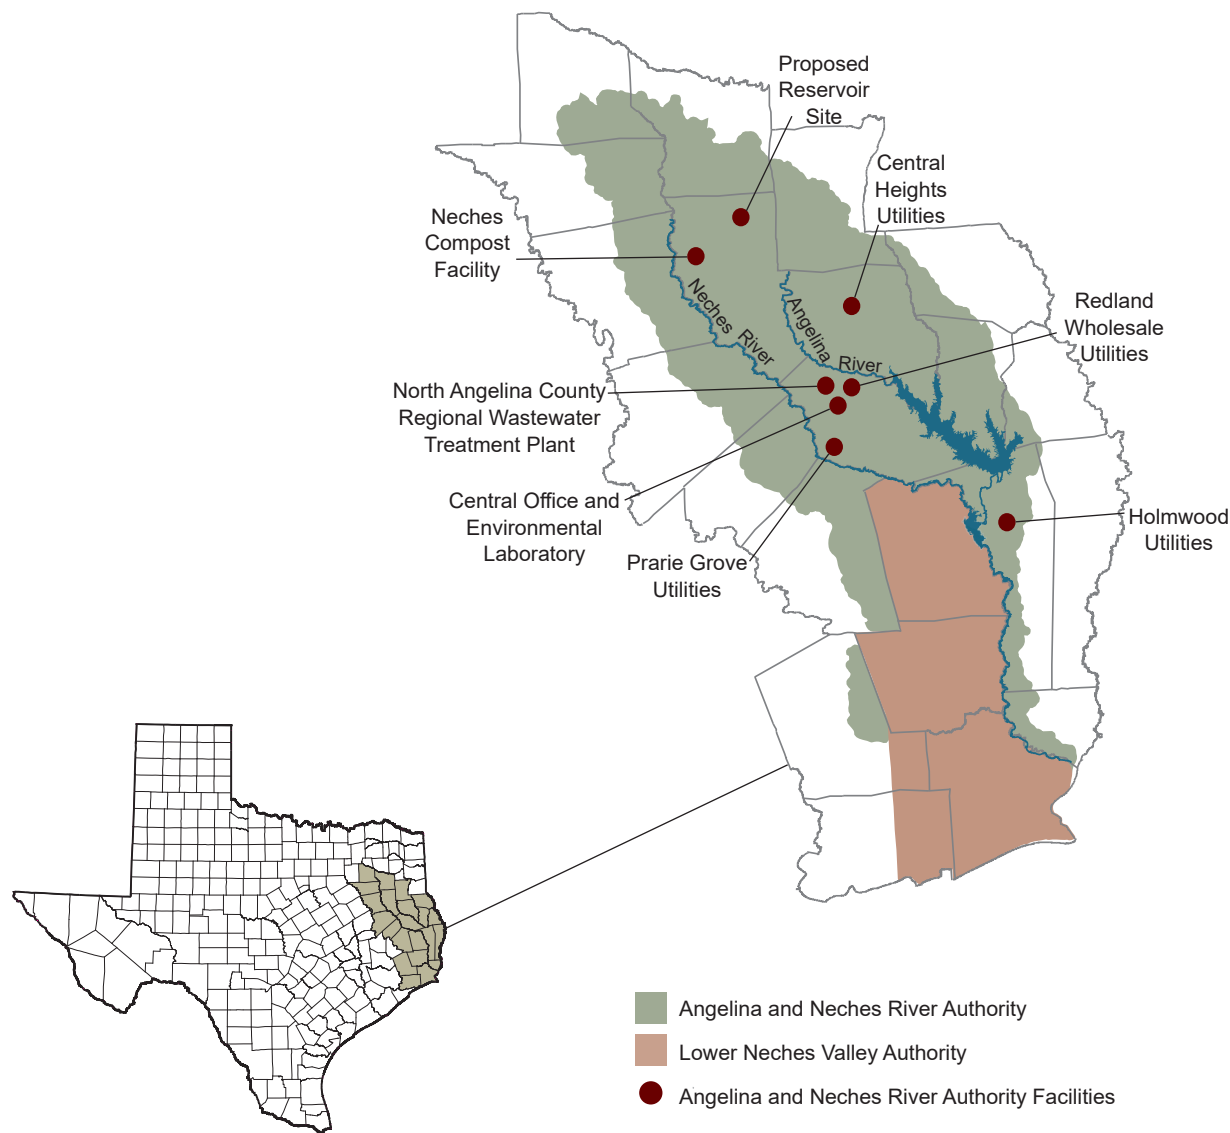 Proposed
Reservoir
Site
Central
Heights
Utilities
Neches
Compost
Facility
Redland
Wholesale
Utilities
Neches River
Angelina River
North Angelina County
Regional Wastewater
Treatment Plant
Central Office and
Environmental
Laboratory
Prarie Grove
Utilities
Holmwood
Utilities
Angelina and Neches River Authority
Lower Neches Valley Authority
Angelina and Neches River Authority Facilities